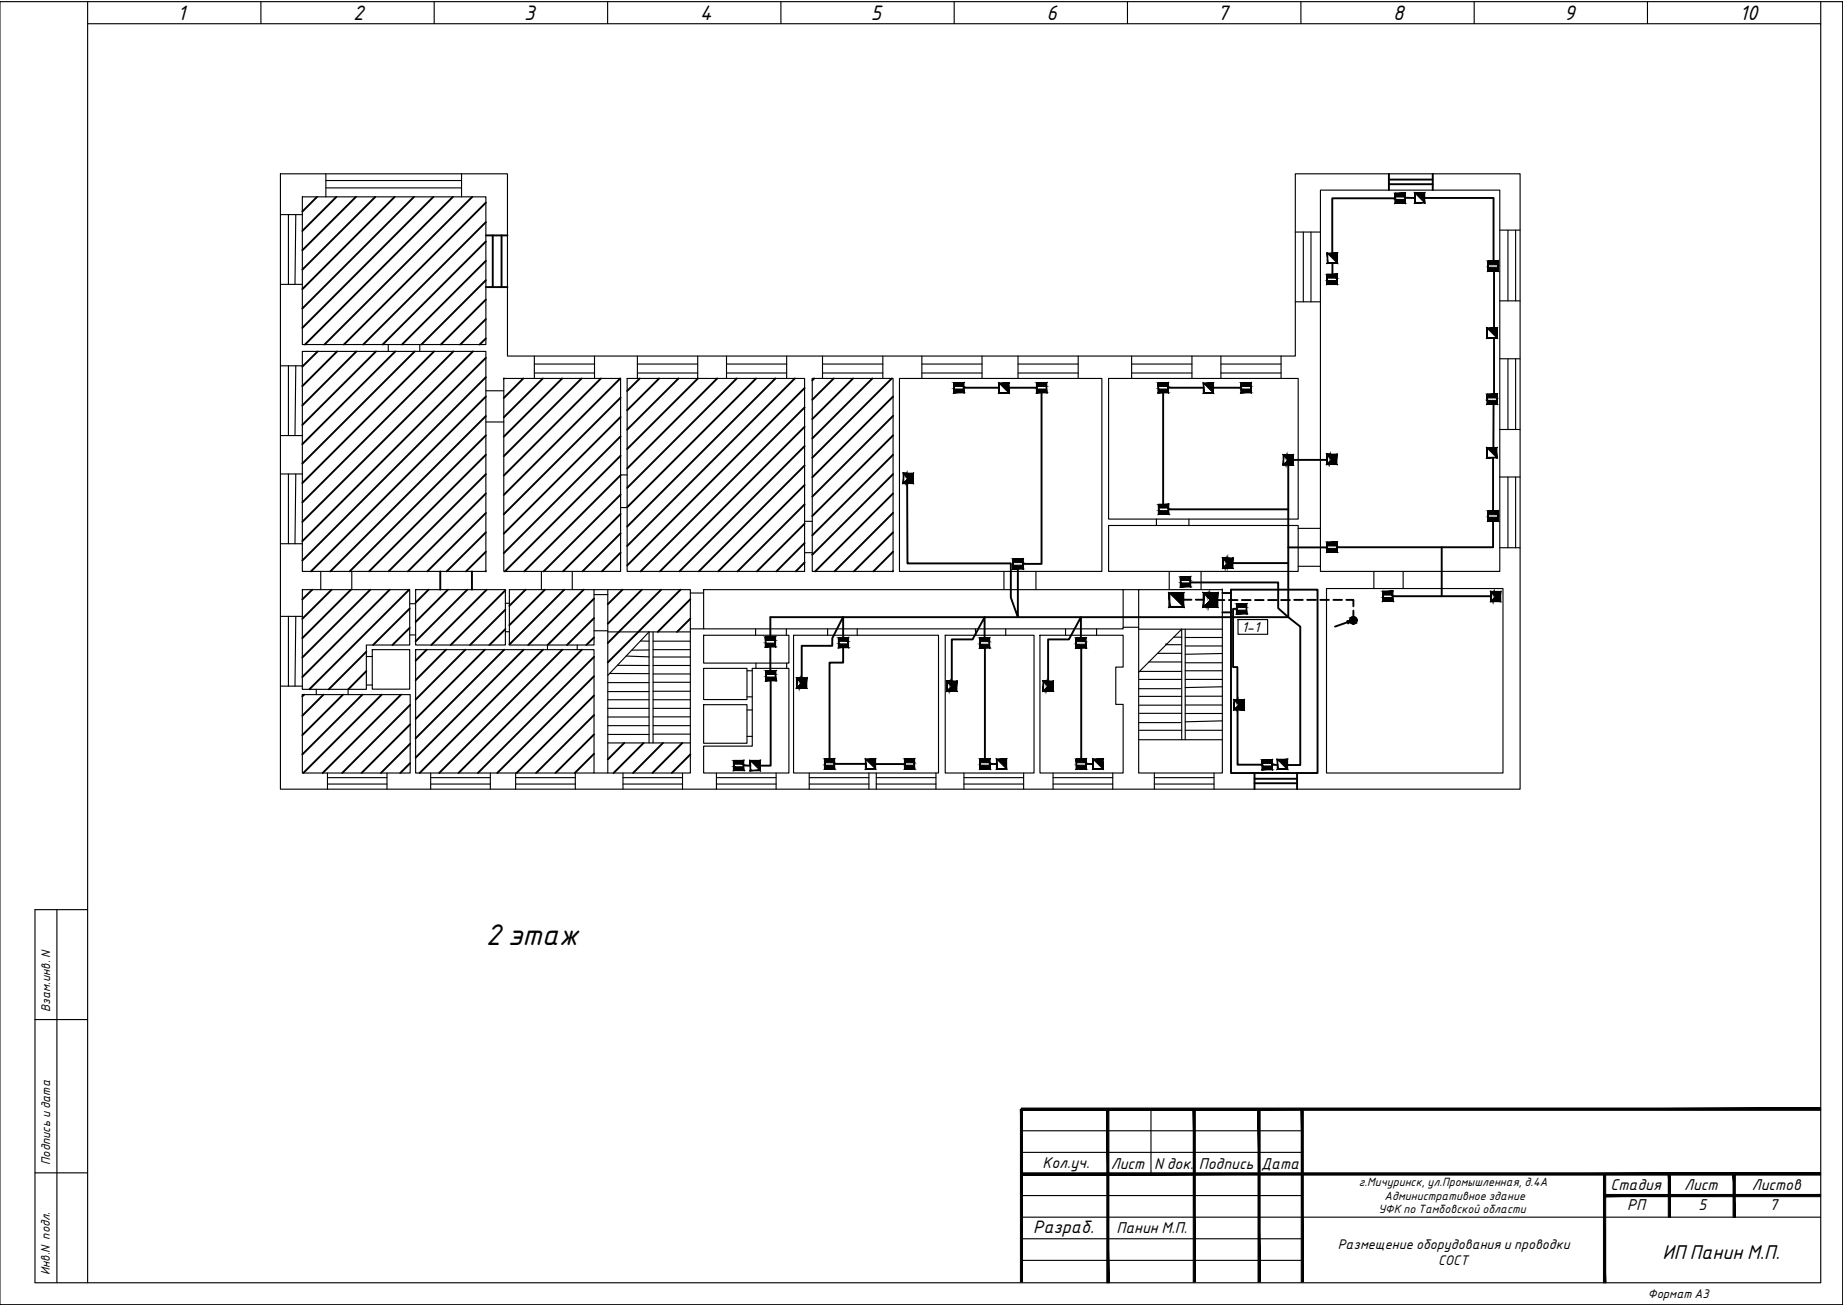 1 2 3 4 5 6 7 8 9 10
1-1
2 этаж
Взам.инв. N
Подпись и дата
Инв.N подл.
Кол.уч. Лист N док. Подпись Дата
г.Мичуринск, ул.Промышленная, д.4А
Административное здание
УФК по Тамбовской области
Стадия Лист Листов
РП 5 7
Разраб. Панин М.П.
Размещение оборудования и проводки
СОСТ
ИП Панин М.П.
Формат А3